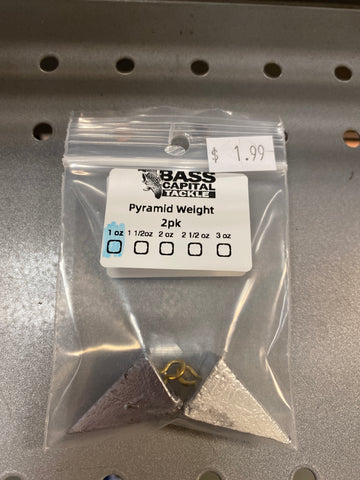 $ 1.99
BASS
CAPITAL
TACKLE
Pyramid Weight
2pk
1 oz 1 1/2oz 2 oz 2 1/2 oz 3 oz